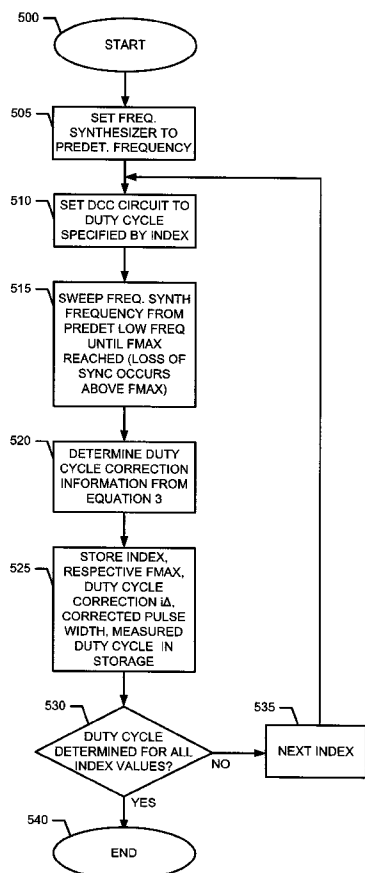 500
START
505
SET FREQ.
SYNTHESIZER TO
PREDET. FREQUENCY
510
SET DCC CIRCUIT TO
DUTY CYCLE
SPECIFIED BY INDEX
515
SWEEP FREQ. SYNTH
FREQUENCY FROM
PREDET LOW FREQ
UNTIL FMAX
REACHED (LOSS OF
SYNC OCCURS
ABOVE FMAX)
520
DETERMINE DUTY
CYCLE CORRECTION
INFORMATION FROM
EQUATION 3
525
STORE INDEX,
RESPECTIVE FMAX,
DUTY CYCLE
CORRECTION iΔ,
CORRECTED PULSE
WIDTH, MEASURED
DUTY CYCLE IN
STORAGE
530
DUTY CYCLE
DETERMINED FOR ALL
INDEX VALUES?
NO
535
NEXT INDEX
YES
540
END